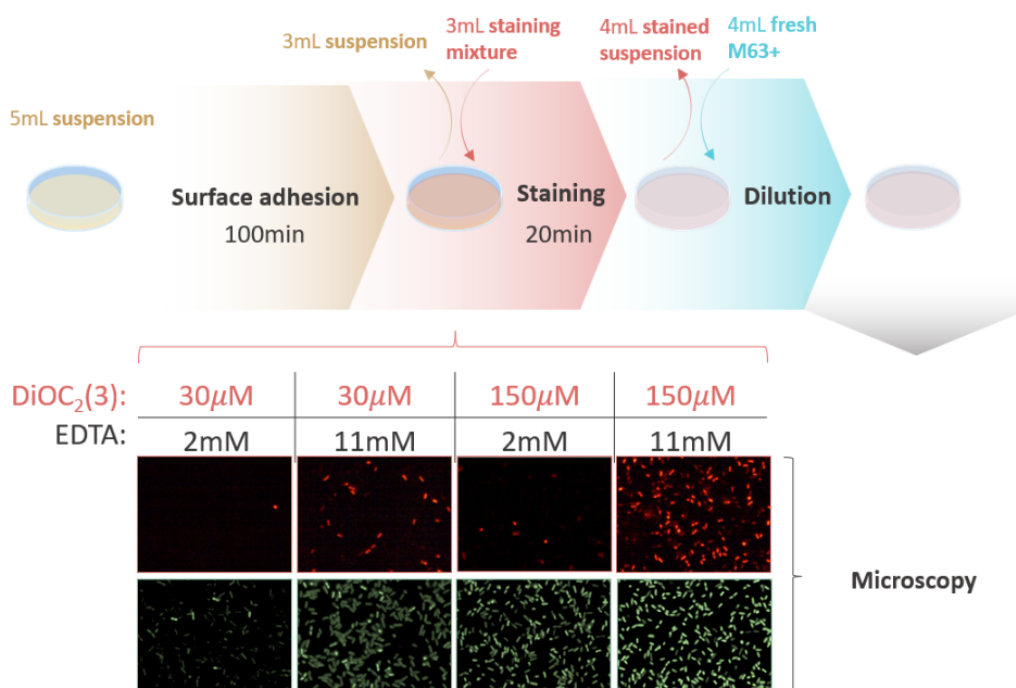 3mL suspension
3mL staining
mixture
4mL stained
suspension
4mL fresh
M63+
5mL suspension
Surface adhesion
100min
Staining
20min
Dilution
DiOC₂(3): 30μM 30μM 150μM 150μM
EDTA: 2mM 11mM 2mM 11mM
Microscopy